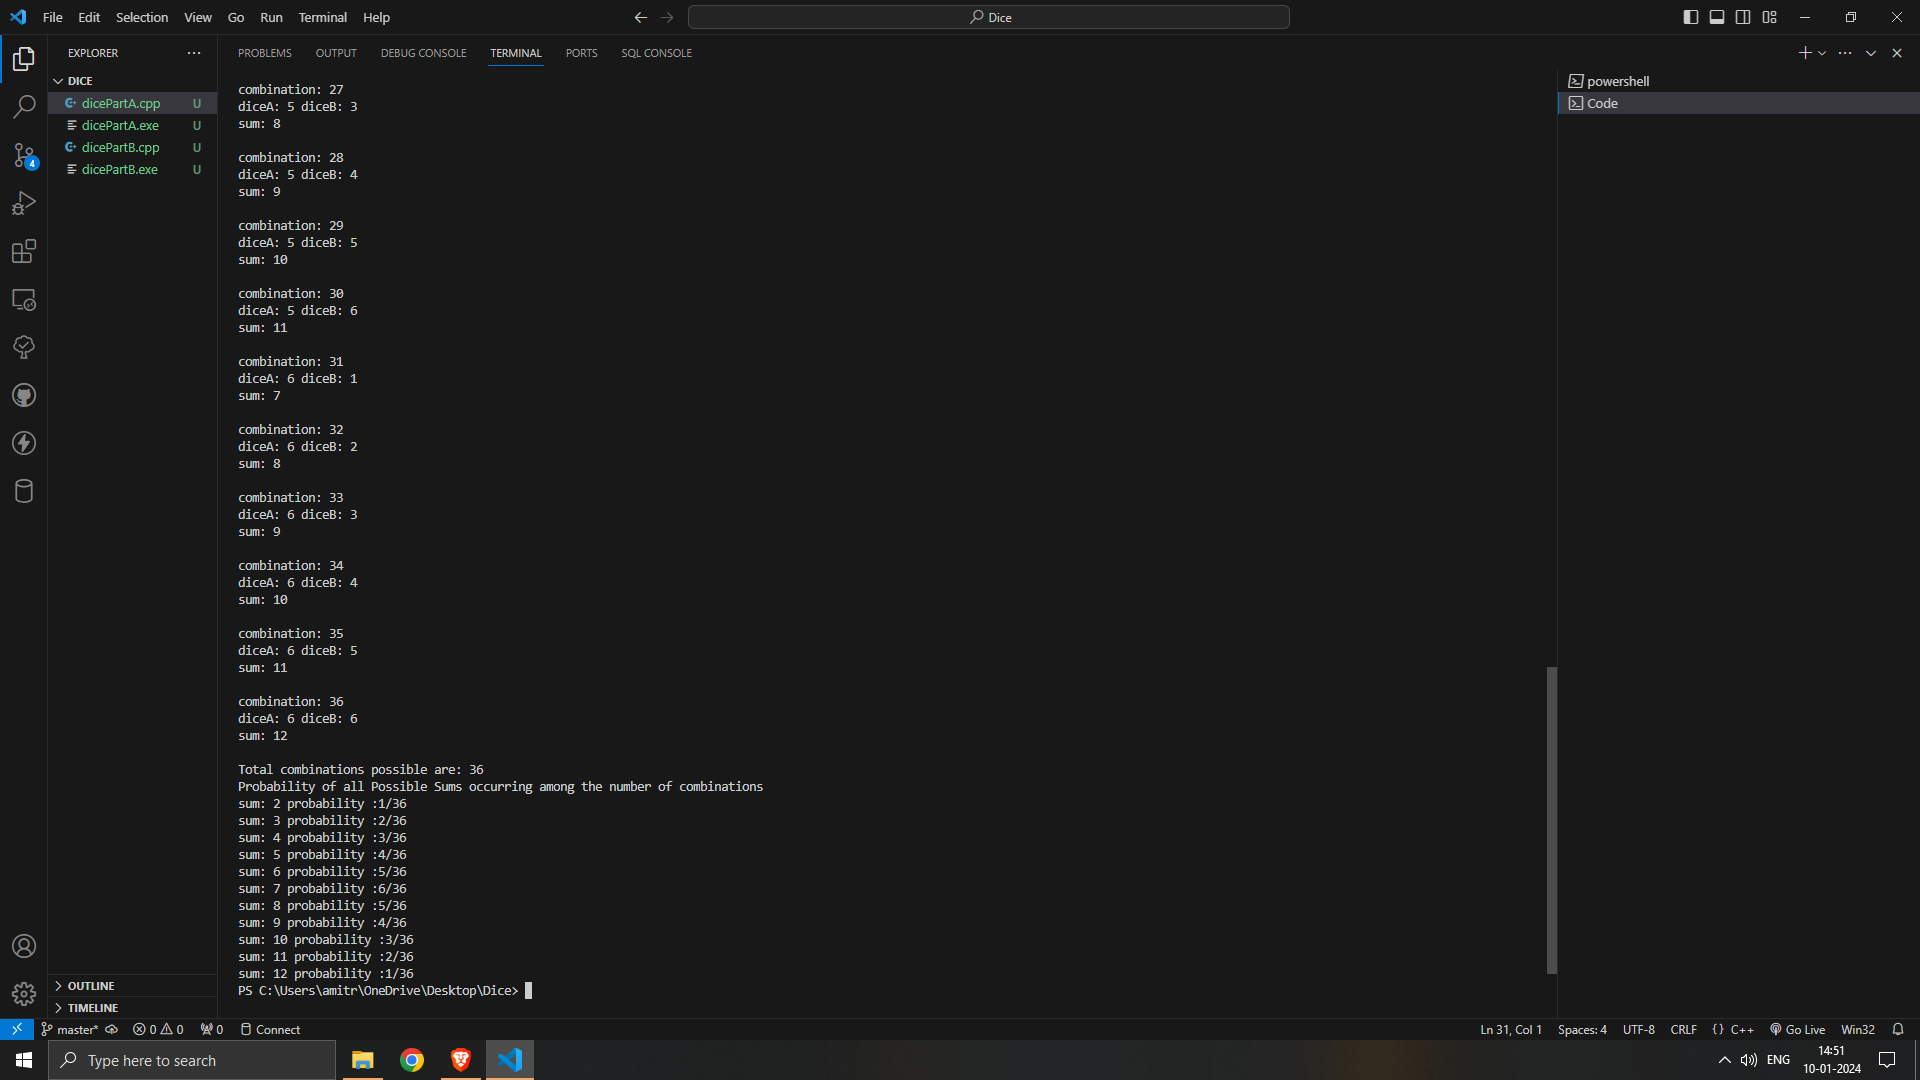 File Edit Selection View Go Run Terminal Help
Dice
EXPLORER
DICE
dicePartA.cpp U
dicePartA.exe U
dicePartB.cpp U
dicePartB.exe U
4
OUTLINE
TIMELINE
PROBLEMS OUTPUT DEBUG CONSOLE TERMINAL PORTS SQL CONSOLE
combination: 27
diceA: 5 diceB: 3
sum: 8
combination: 28
diceA: 5 diceB: 4
sum: 9
combination: 29
diceA: 5 diceB: 5
sum: 10
combination: 30
diceA: 5 diceB: 6
sum: 11
combination: 31
diceA: 6 diceB: 1
sum: 7
combination: 32
diceA: 6 diceB: 2
sum: 8
combination: 33
diceA: 6 diceB: 3
sum: 9
combination: 34
diceA: 6 diceB: 4
sum: 10
combination: 35
diceA: 6 diceB: 5
sum: 11
combination: 36
diceA: 6 diceB: 6
sum: 12
Total combinations possible are: 36
Probability of all Possible Sums occurring among the number of combinations
sum: 2 probability :1/36
sum: 3 probability :2/36
sum: 4 probability :3/36
sum: 5 probability :4/36
sum: 6 probability :5/36
sum: 7 probability :6/36
sum: 8 probability :5/36
sum: 9 probability :4/36
sum: 10 probability :3/36
sum: 11 probability :2/36
sum: 12 probability :1/36
PS C:\Users\amitr\OneDrive\Desktop\Dice>
powershell
Code
master* 0 0 0 Connect
Ln 31, Col 1 Spaces: 4 UTF-8 CRLF {} C++ Go Live Win32
Type here to search
ENG
14:51
10-01-2024